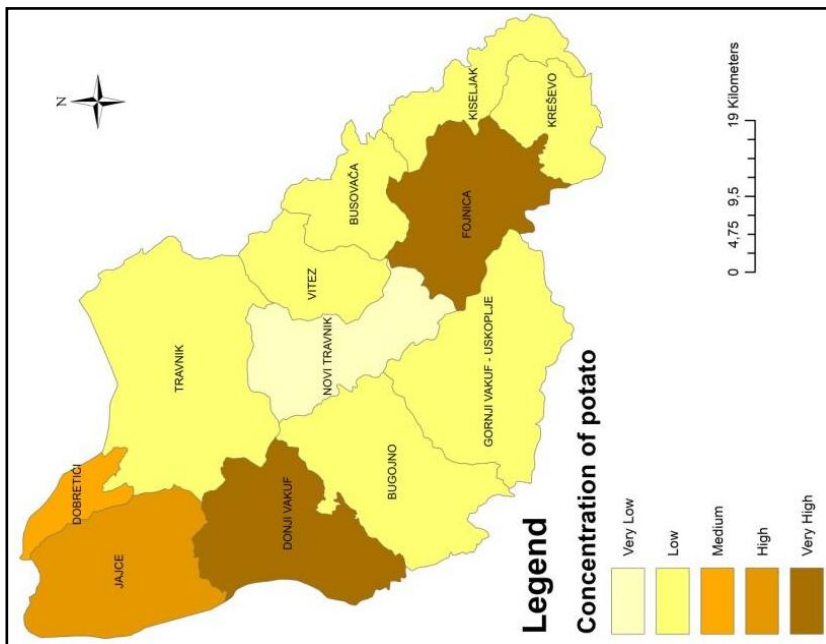 N
DOBRETIĆI
JAJCE
TRAVNIK
DONJI VAKUF
NOVI TRAVNIK
VITEZ
BUSOVAČA
BUGOJNO
GORNJI VAKUF - USKOPLJE
FOJNICA
KISELJAK
KREŠEVO
Legend
Concentration of potato
Very Low
Low
Medium
High
Very High
0 4,75 9,5 19 Kilometers